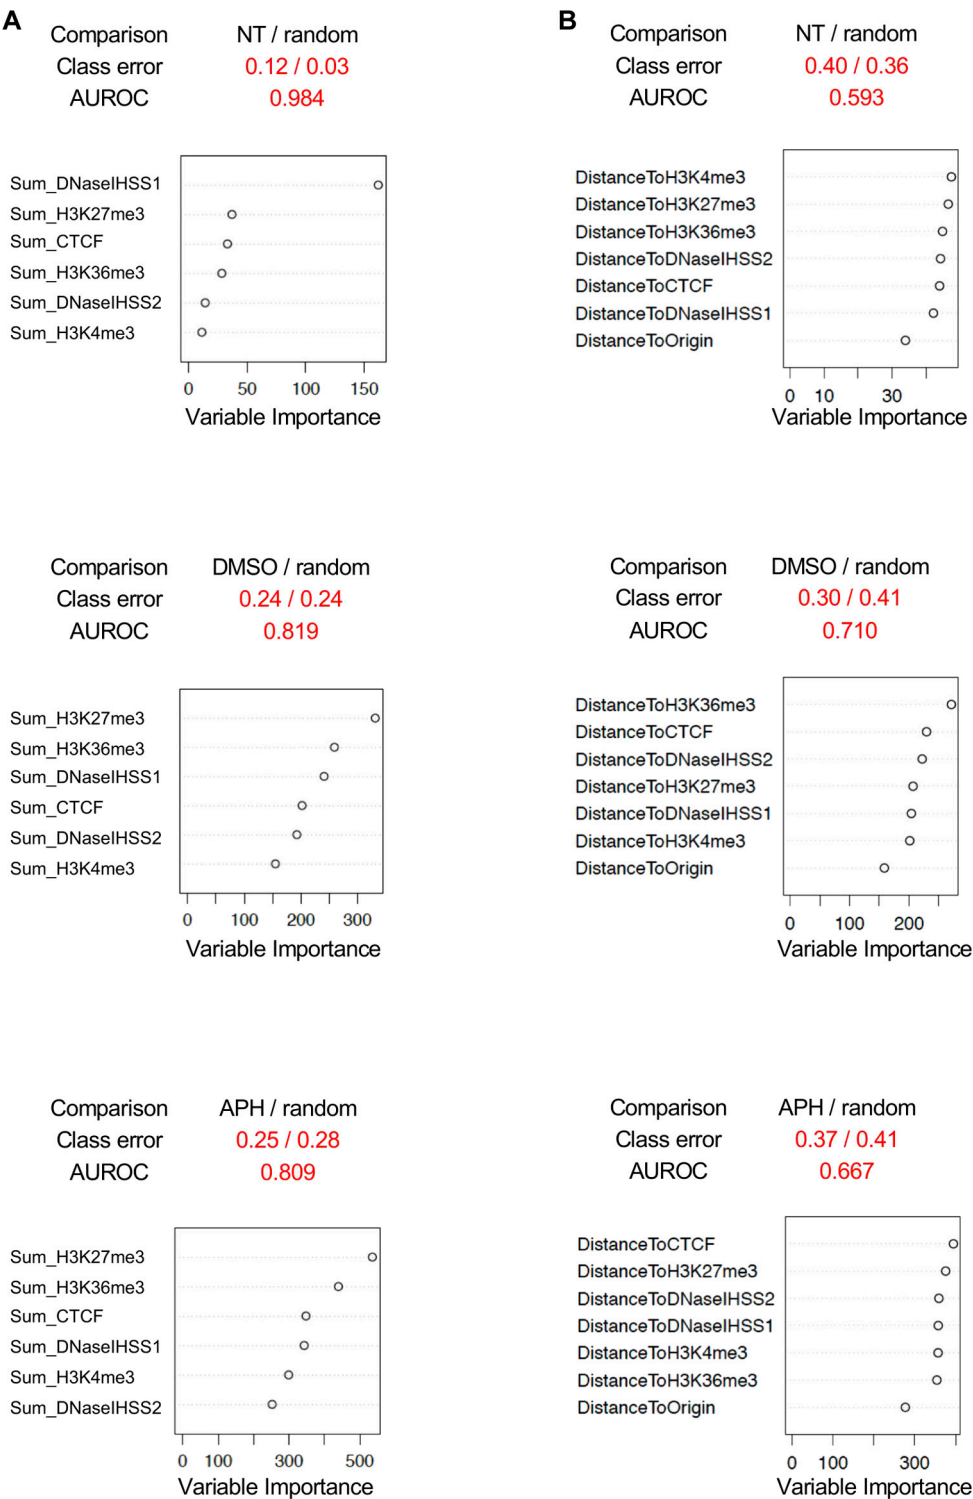 A
Comparison NT / random
Class error 0.12 / 0.03
AUROC 0.984
Sum_DNaseIHSS1
Sum_H3K27me3
Sum_CTCF
Sum_H3K36me3
Sum_DNaseIHSS2
Sum_H3K4me3
0 50 100 150
Variable Importance
Comparison DMSO / random
Class error 0.24 / 0.24
AUROC 0.819
Sum_H3K27me3
Sum_H3K36me3
Sum_DNaseIHSS1
Sum_CTCF
Sum_DNaseIHSS2
Sum_H3K4me3
0 100 200 300
Variable Importance
Comparison APH / random
Class error 0.25 / 0.28
AUROC 0.809
Sum_H3K27me3
Sum_H3K36me3
Sum_CTCF
Sum_DNaseIHSS1
Sum_H3K4me3
Sum_DNaseIHSS2
0 100 300 500
Variable Importance
B
Comparison NT / random
Class error 0.40 / 0.36
AUROC 0.593
DistanceToH3K4me3
DistanceToH3K27me3
DistanceToH3K36me3
DistanceToDNaseIHSS2
DistanceToCTCF
DistanceToDNaseIHSS1
DistanceToOrigin
0 10 30
Variable Importance
Comparison DMSO / random
Class error 0.30 / 0.41
AUROC 0.710
DistanceToH3K36me3
DistanceToCTCF
DistanceToDNaseIHSS2
DistanceToH3K27me3
DistanceToDNaseIHSS1
DistanceToH3K4me3
DistanceToOrigin
0 100 200
Variable Importance
Comparison APH / random
Class error 0.37 / 0.41
AUROC 0.667
DistanceToCTCF
DistanceToH3K27me3
DistanceToDNaseIHSS2
DistanceToDNaseIHSS1
DistanceToH3K4me3
DistanceToH3K36me3
DistanceToOrigin
0 100 300
Variable Importance